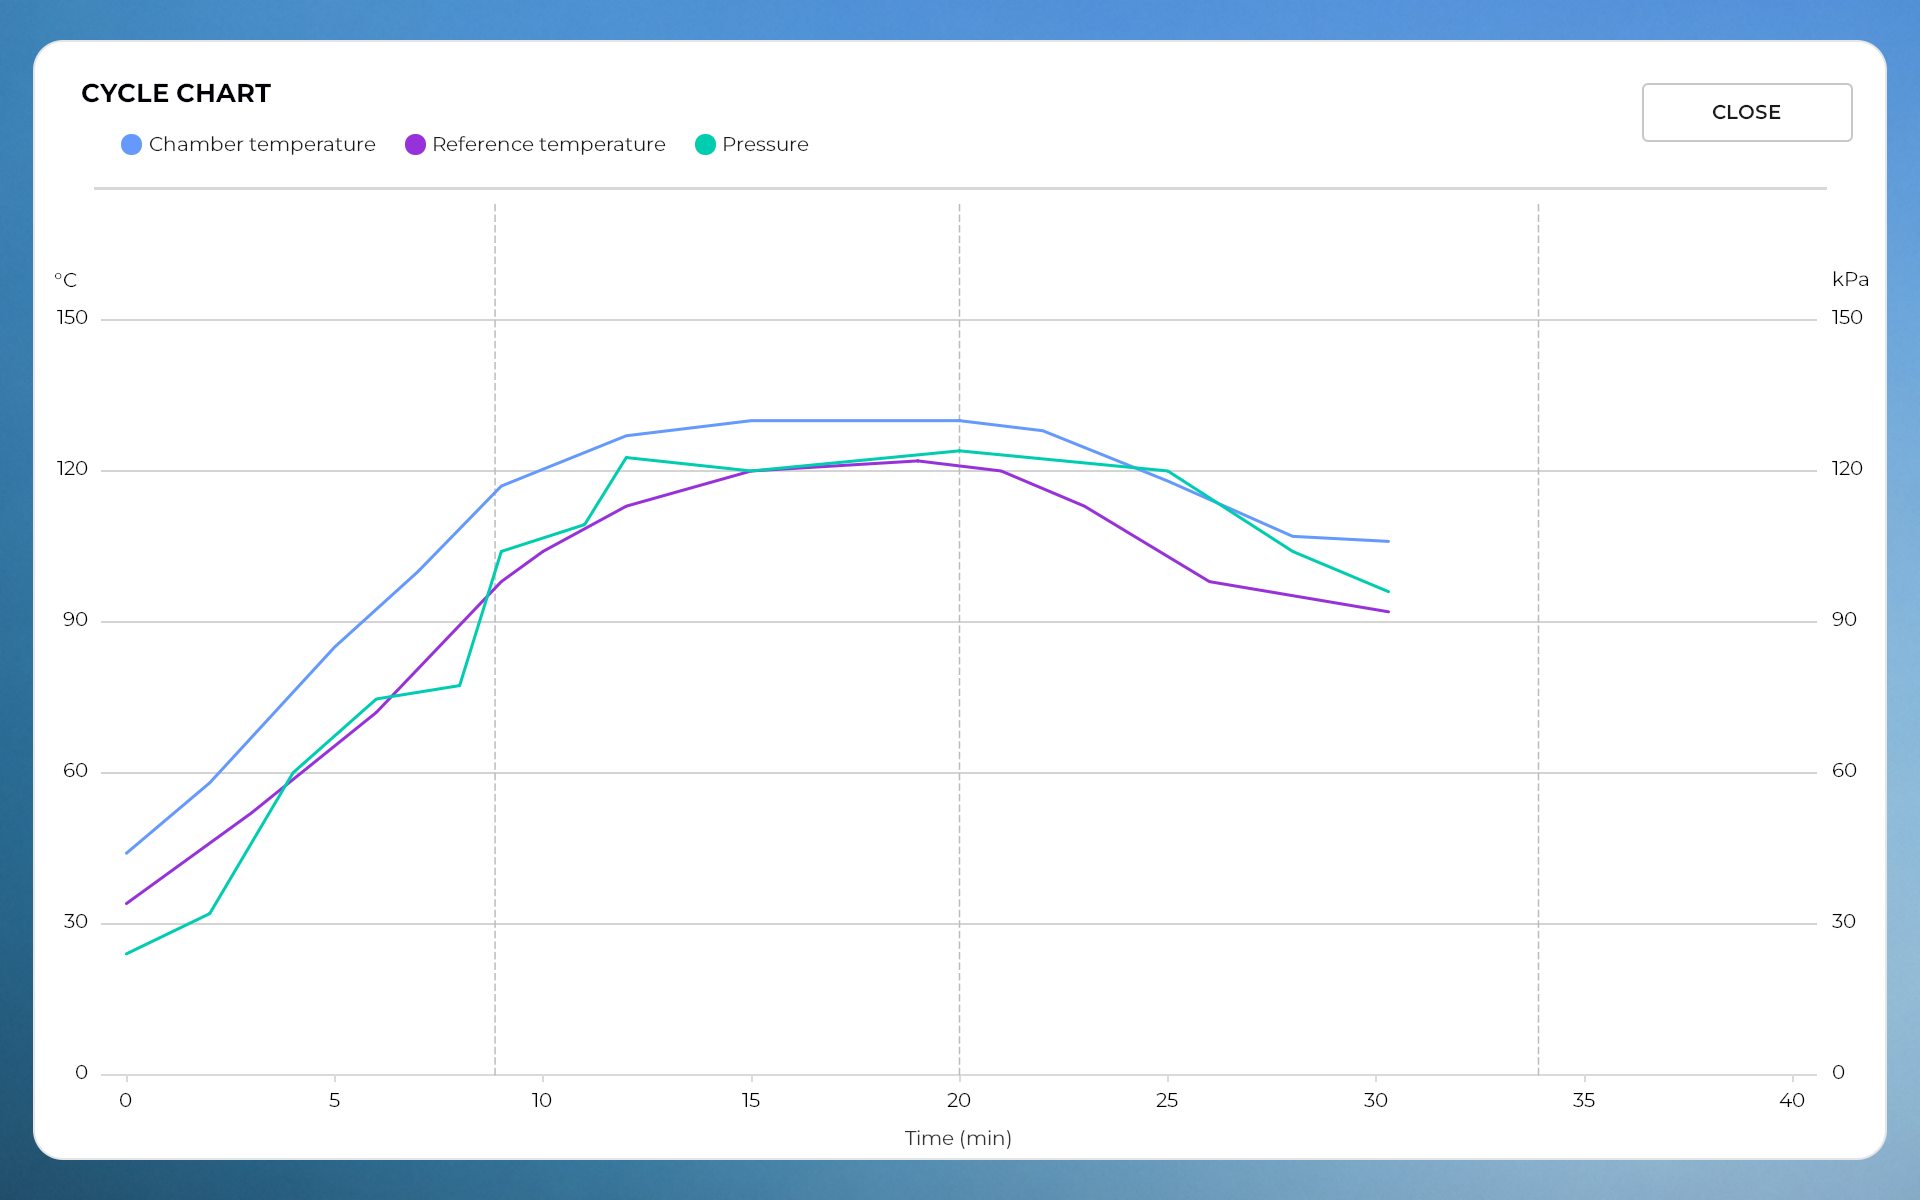 CYCLE CHART
CLOSE
Chamber temperature Reference temperature Pressure
°C kPa
150 150
120 120
90 90
60 60
30 30
0 0
0 5 10 15 20 25 30 35 40
Time (min)